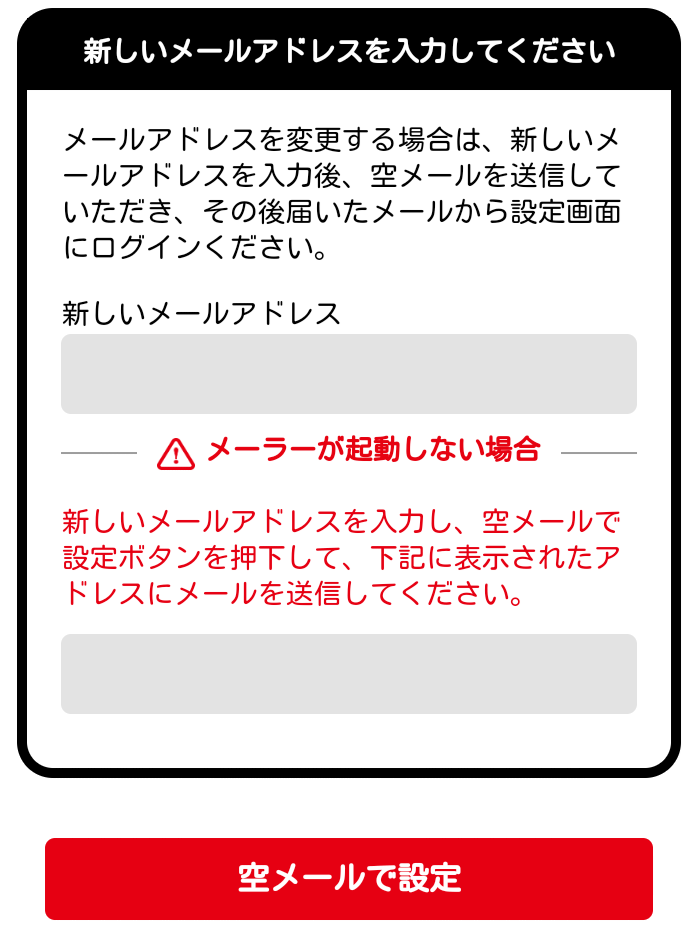 新しいメールアドレスを入力してください
メールアドレスを変更する場合は、新しいメ
ールアドレスを入力後、空メールを送信して
いただき、その後届いたメールから設定画面
にログインください。
新しいメールアドレス
メーラーが起動しない場合
新しいメールアドレスを入力し、空メールで
設定ボタンを押下して、下記に表示されたア
ドレスにメールを送信してください。
空メールで設定